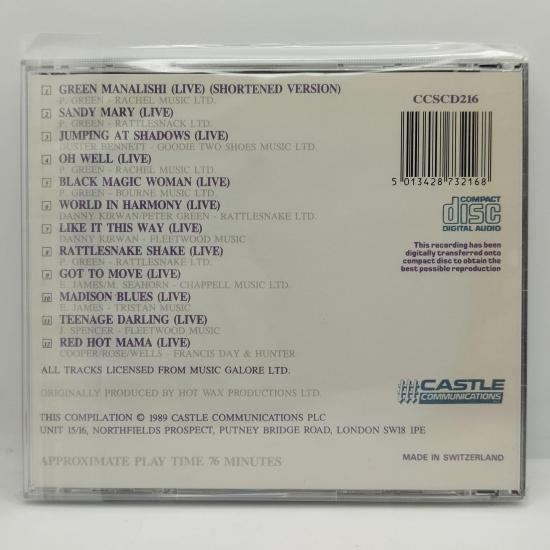 1 GREEN MANALISHI (LIVE) (SHORTENED VERSION)
P. GREEN - RACHEL MUSIC LTD.
2 SANDY MARY (LIVE)
P. GREEN - RATTLESNACK LTD.
3 JUMPING AT SHADOWS (LIVE)
DUSTER BENNETT - GOODIE TWO SHOES MUSIC LTD.
4 OH WELL (LIVE)
P. GREEN - RACHEL MUSIC LTD.
5 BLACK MAGIC WOMAN (LIVE)
P. GREEN - BOURNE MUSIC LTD.
6 WORLD IN HARMONY (LIVE)
DANNY KIRWAN/PETER GREEN - RATTLESNAKE LTD.
7 LIKE IT THIS WAY (LIVE)
DANNY KIRWAN - FLEETWOOD MUSIC
8 RATTLESNAKE SHAKE (LIVE)
P. GREEN - RATTLESNAKE LTD.
9 GOT TO MOVE (LIVE)
E. JAMES/M. SEAHORN - CHAPPELL MUSIC LTD.
10 MADISON BLUES (LIVE)
E. JAMES - TRISTAN MUSIC
11 TEENAGE DARLING (LIVE)
J. SPENCER - FLEETWOOD MUSIC
12 RED HOT MAMA (LIVE)
COOPER/ROSE/WELLS - FRANCIS DAY & HUNTER
ALL TRACKS LICENSED FROM MUSIC GALORE LTD.
ORIGINALLY PRODUCED BY HOT WAX PRODUCTIONS LTD.
THIS COMPILATION © 1989 CASTLE COMMUNICATIONS PLC
UNIT 15/16, NORTHFIELDS PROSPECT, PUTNEY BRIDGE ROAD, LONDON SW18 1PE
APPROXIMATE PLAY TIME 76 MINUTES
CCSCD216
5 013428 732168
COMPACT
disc
DIGITAL AUDIO
This recording has been
digitally transferred onto
compact disc to obtain the
best possible reproduction
CASTLE
COMMUNICATIONS
MADE IN SWITZERLAND